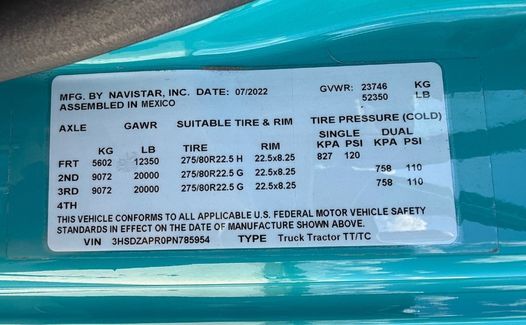 MFG. BY NAVISTAR, INC. DATE: 07/2022 GVWR: 23746 KG
ASSEMBLED IN MEXICO 52350 LB
TIRE PRESSURE (COLD)
AXLE GAWR SUITABLE TIRE & RIM SINGLE DUAL
KG LB TIRE RIM KPA PSI KPA PSI
FRT 5602 12350 275/80R22.5 H 22.5x8.25 827 120
2ND 9072 20000 275/80R22.5 G 22.5x8.25 758 110
3RD 9072 20000 275/80R22.5 G 22.5x8.25 758 110
4TH
THIS VEHICLE CONFORMS TO ALL APPLICABLE U.S. FEDERAL MOTOR VEHICLE SAFETY
STANDARDS IN EFFECT ON THE DATE OF MANUFACTURE SHOWN ABOVE.
VIN 3HSDZAPR0PN785954 TYPE Truck Tractor TT/TC